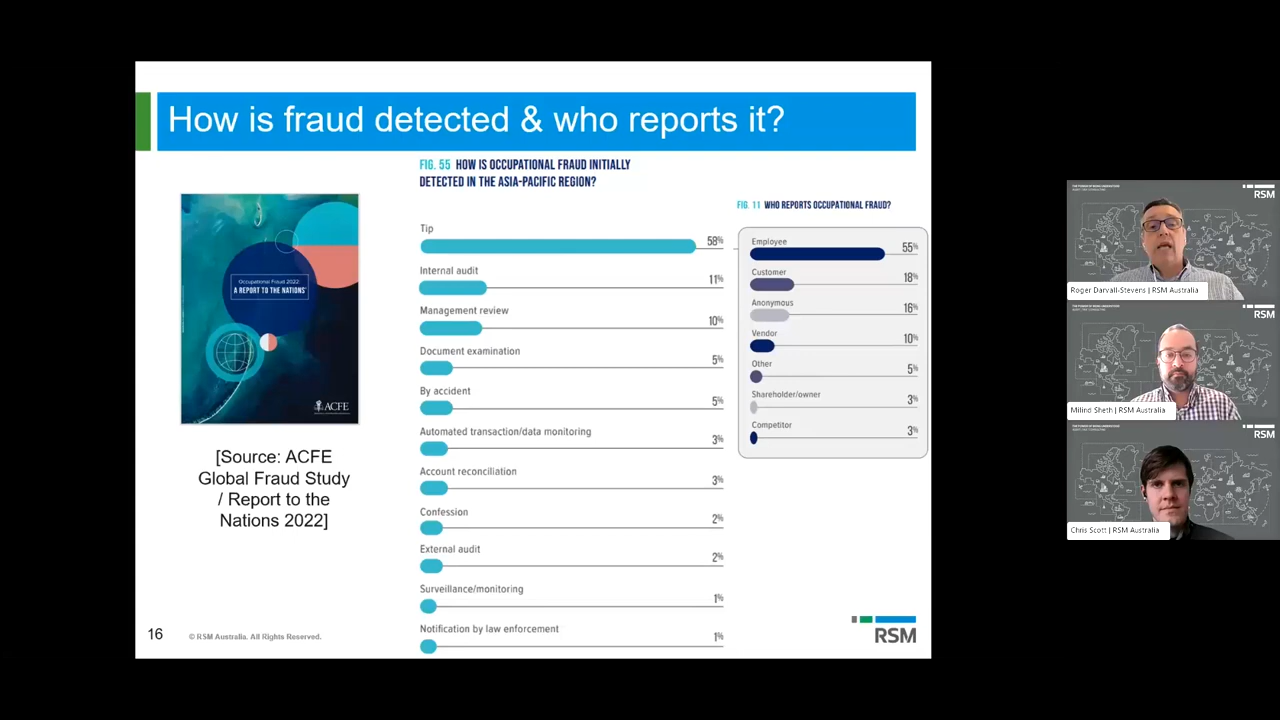 How is fraud detected & who reports it?
FIG. 55 HOW IS OCCUPATIONAL FRAUD INITIALLY
DETECTED IN THE ASIA-PACIFIC REGION?
Tip
58%
Internal audit
11%
Management review
10%
Document examination
5%
By accident
5%
Automated transaction/data monitoring
3%
Account reconciliation
3%
Confession
2%
External audit
2%
Surveillance/monitoring
1%
Notification by law enforcement
1%
FIG. 11 WHO REPORTS OCCUPATIONAL FRAUD?
Employee
55%
Customer
18%
Anonymous
16%
Vendor
10%
Other
5%
Shareholder/owner
3%
Competitor
3%
Occupational Fraud 2022:
A REPORT TO THE NATIONS
ACFE
[Source: ACFE
Global Fraud Study
/ Report to the
Nations 2022]
16
© RSM Australia. All Rights Reserved.
RSM
RSM
Roger Darvall-Stevens | RSM Australia
RSM
Milind Sheth | RSM Australia
RSM
Chris Scott | RSM Australia